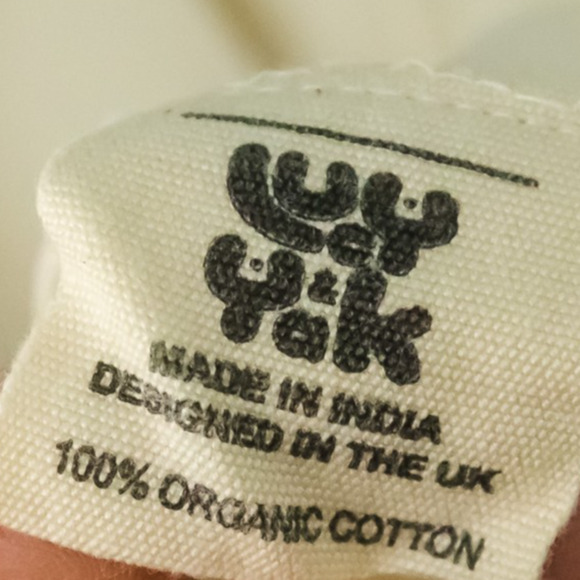 Lucy
& Yak
MADE IN INDIA
DESIGNED IN THE UK
100% ORGANIC COTTON